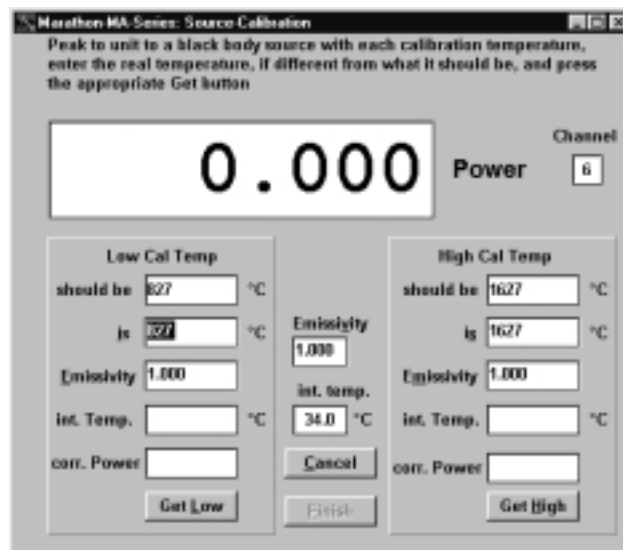 Marathon MA-Series: Source-Calibration
Peak to unit to a black body source with each calibration temperature,
enter the real temperature, if different from what it should be, and press
the appropriate Get button
0.000
Power
Channel
6
Low Cal Temp
should be 827 °C
is 827 °C
Emissivity 1.000
int. Temp. °C
corr. Power
Get Low
Emissivity
1.000
int. temp.
34.0 °C
Cancel
Finish
High Cal Temp
should be 1627 °C
is 1627 °C
Emissivity 1.000
int. Temp. °C
corr. Power
Get High